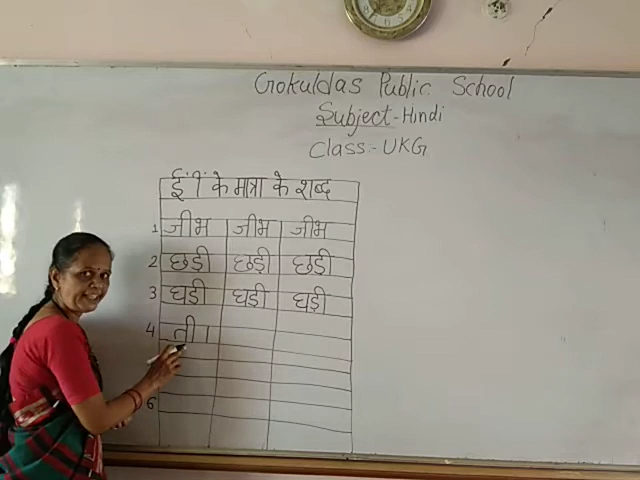 Gokuldas Public School
Subject - Hindi
Class :- UKG
ई ीं के मात्रा के शब्द
1 जीभ जीभ जीभ
2 छड़ी छड़ी छड़ी
3 घड़ी घड़ी घड़ी
4 ती।
6